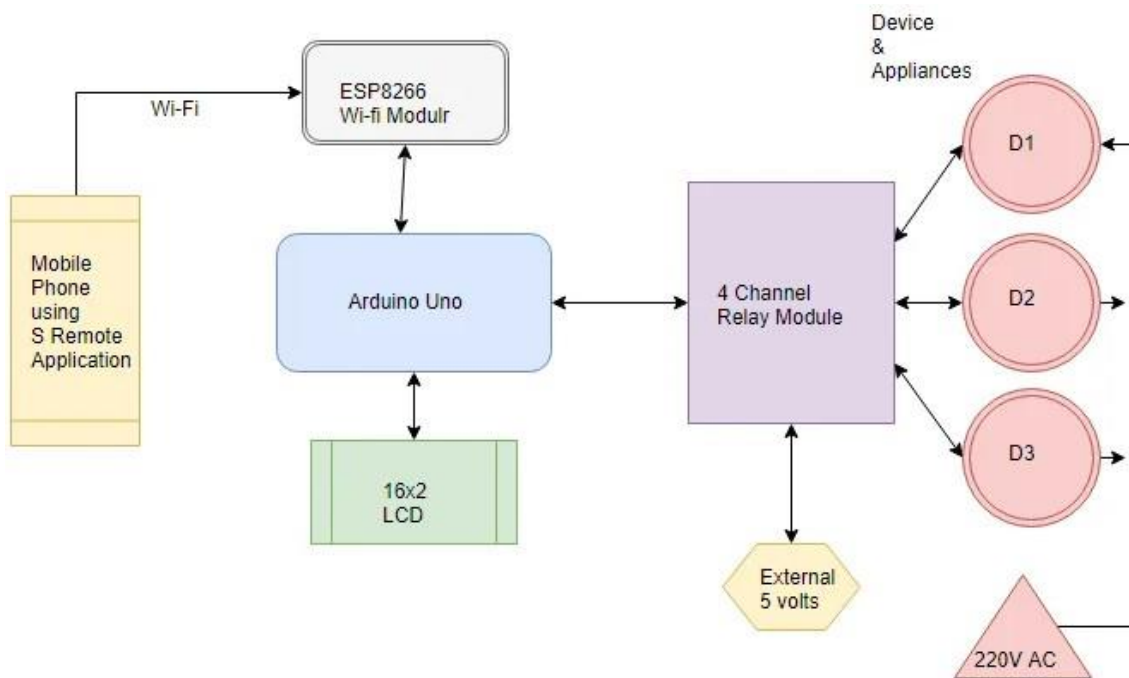 Device
&
Appliances
ESP8266
Wi-fi Modulr
Wi-Fi
D1
Mobile
Phone
using
S Remote
Application
Arduino Uno
4 Channel
Relay Module
D2
D3
16x2
LCD
External
5 volts
220V AC